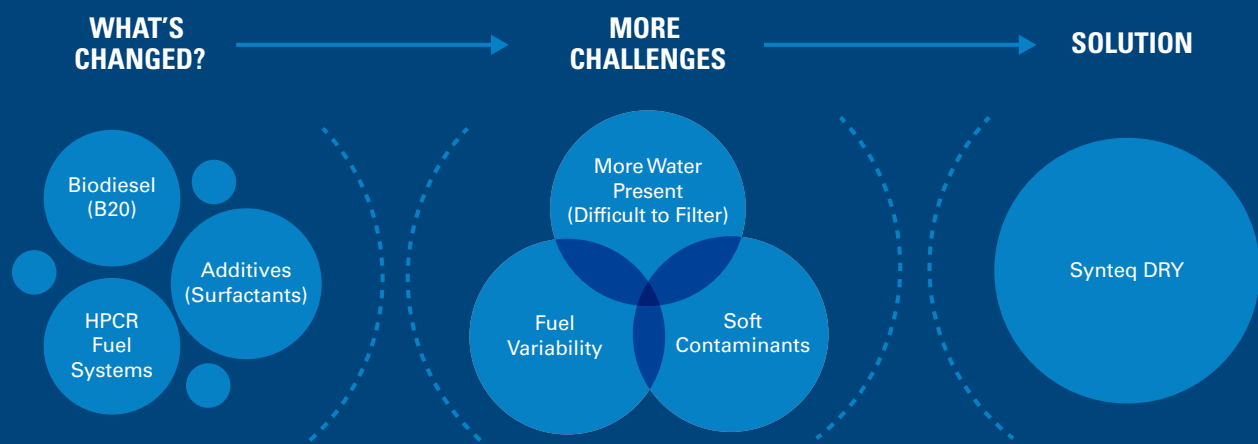 WHAT'S
CHANGED?
MORE
CHALLENGES
SOLUTION
Biodiesel
(B20)
Additives
(Surfactants)
HPCR
Fuel
Systems
More Water
Present
(Difficult to Filter)
Fuel
Variability
Soft
Contaminants
Synteq DRY